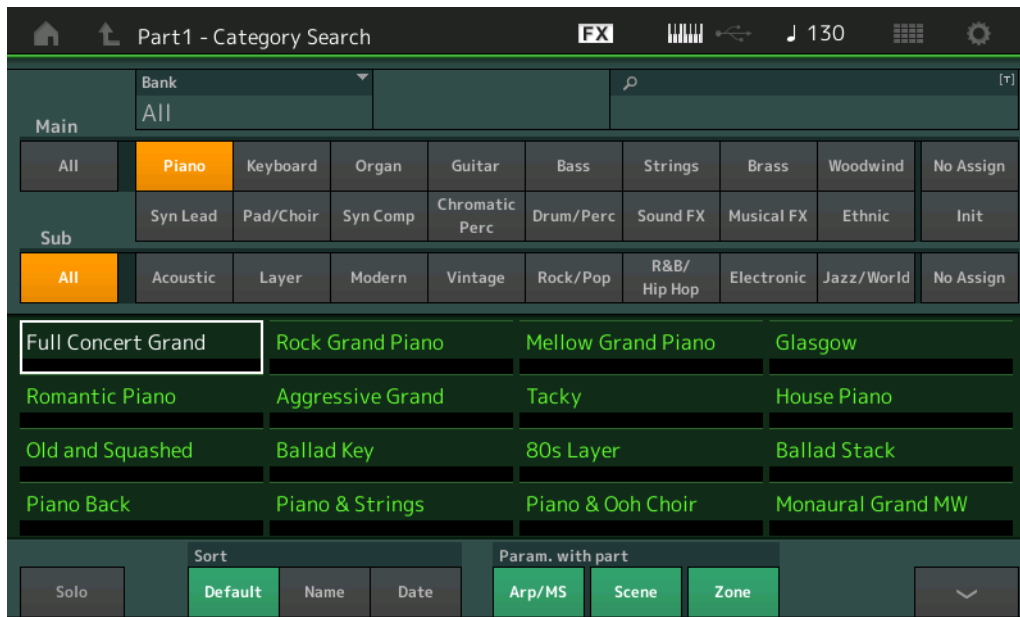 Part1 - Category Search FX 130
Bank
All
[T]
Main
All Piano Keyboard Organ Guitar Bass Strings Brass Woodwind No Assign
Syn Lead Pad/Choir Syn Comp Chromatic Perc Drum/Perc Sound FX Musical FX Ethnic Init
Sub
All Acoustic Layer Modern Vintage Rock/Pop R&B/ Hip Hop Electronic Jazz/World No Assign
Full Concert Grand Rock Grand Piano Mellow Grand Piano Glasgow
Romantic Piano Aggressive Grand Tacky House Piano
Old and Squashed Ballad Key 80s Layer Ballad Stack
Piano Back Piano & Strings Piano & Ooh Choir Monaural Grand MW
Sort Param. with part
Solo Default Name Date Arp/MS Scene Zone